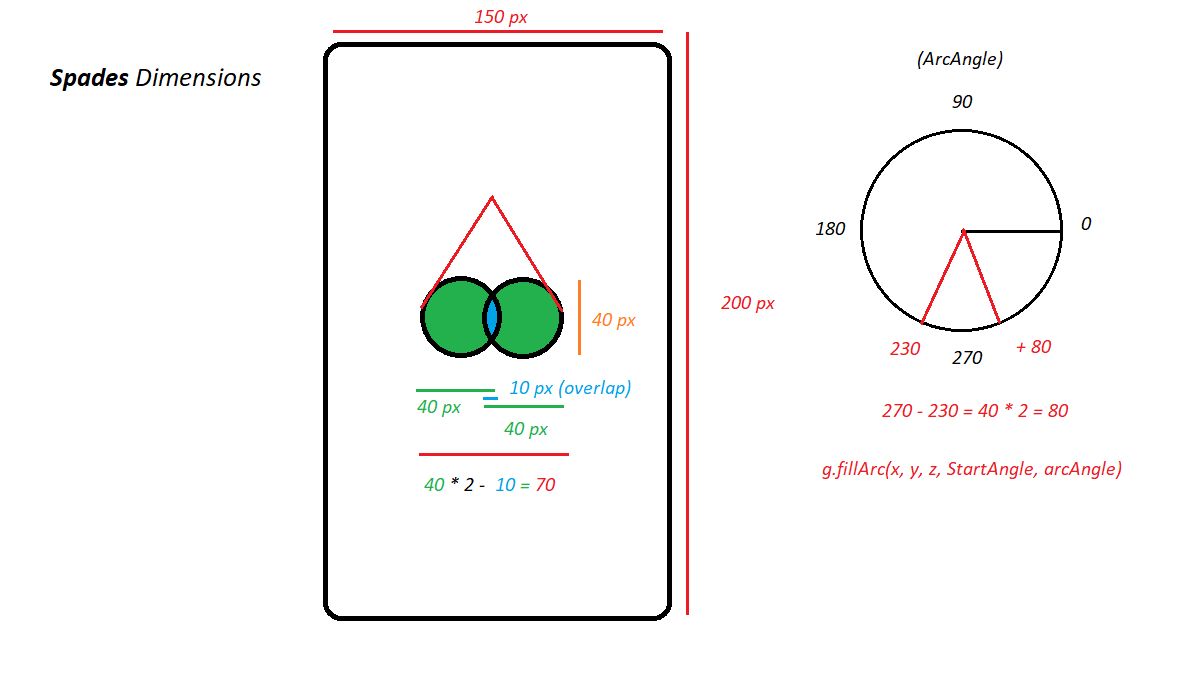 150 px
Spades Dimensions
(ArcAngle)
90
180
0
200 px
40 px
230
270
+ 80
10 px (overlap)
40 px
40 px
270 - 230 = 40 * 2 = 80
g.fillArc(x, y, z, StartAngle, arcAngle)
40 * 2 - 10 = 70